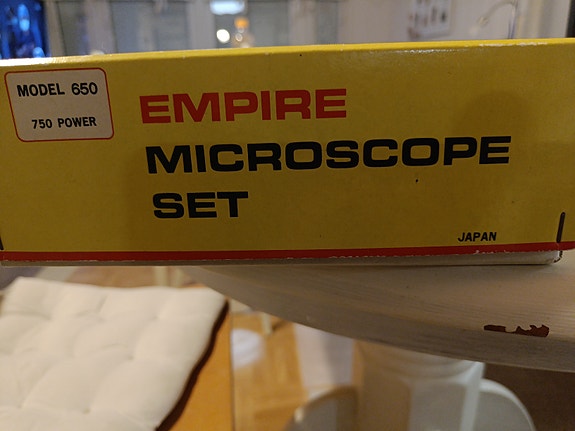 MODEL 650
750 POWER
EMPIRE
MICROSCOPE
SET
JAPAN